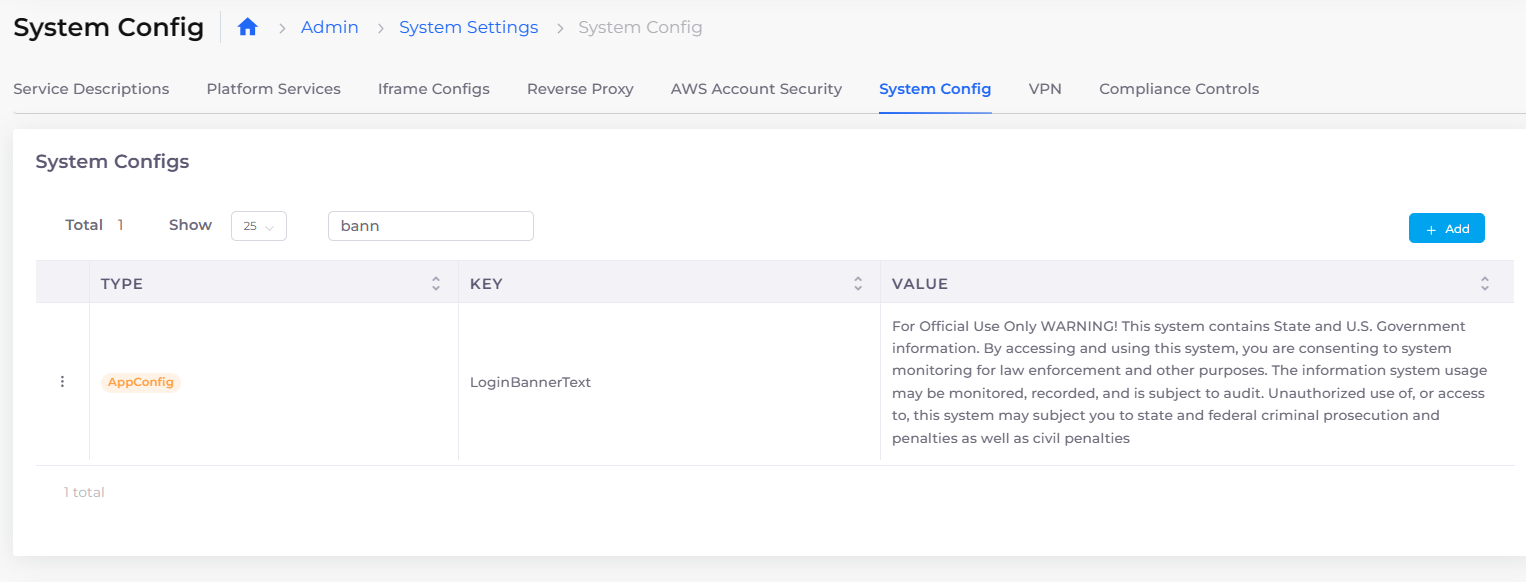 System Config
Admin
System Settings
System Config
Service Descriptions
Platform Services
Iframe Configs
Reverse Proxy
AWS Account Security
System Config
VPN
Compliance Controls
System Configs
Total 1
Show 25
bann
+ Add
TYPE
KEY
VALUE
AppConfig
LoginBannerText
For Official Use Only WARNING! This system contains State and U.S. Government
information. By accessing and using this system, you are consenting to system
monitoring for law enforcement and other purposes. The information system usage
may be monitored, recorded, and is subject to audit. Unauthorized use of, or access
to, this system may subject you to state and federal criminal prosecution and
penalties as well as civil penalties
1 total